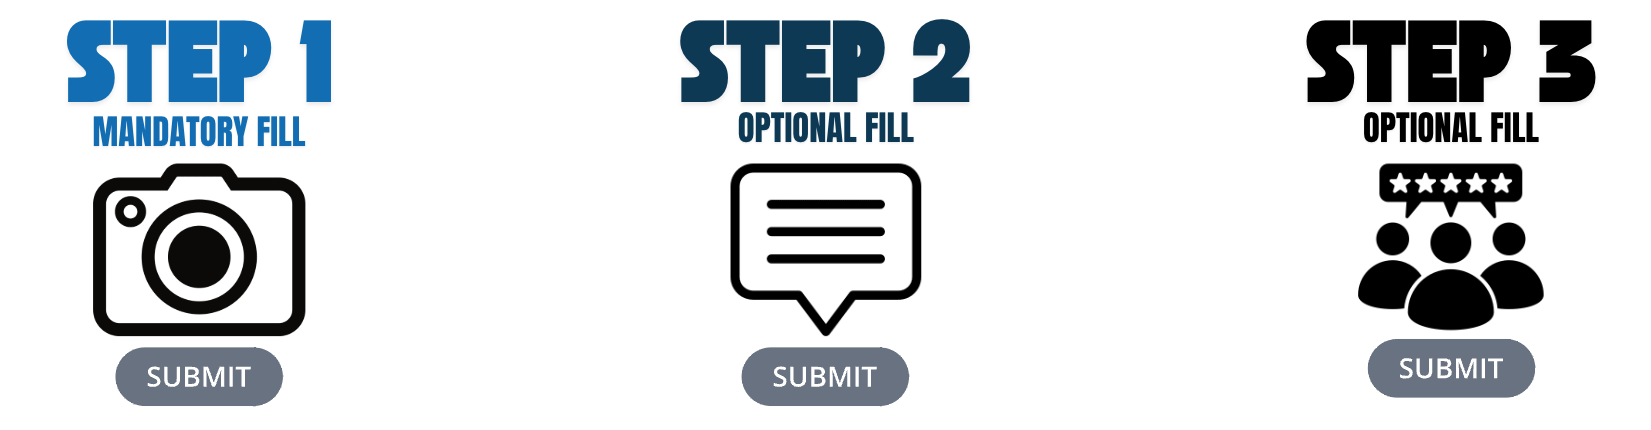 STEP 1
MANDATORY FILL
SUBMIT
STEP 2
OPTIONAL FILL
SUBMIT
STEP 3
OPTIONAL FILL
SUBMIT